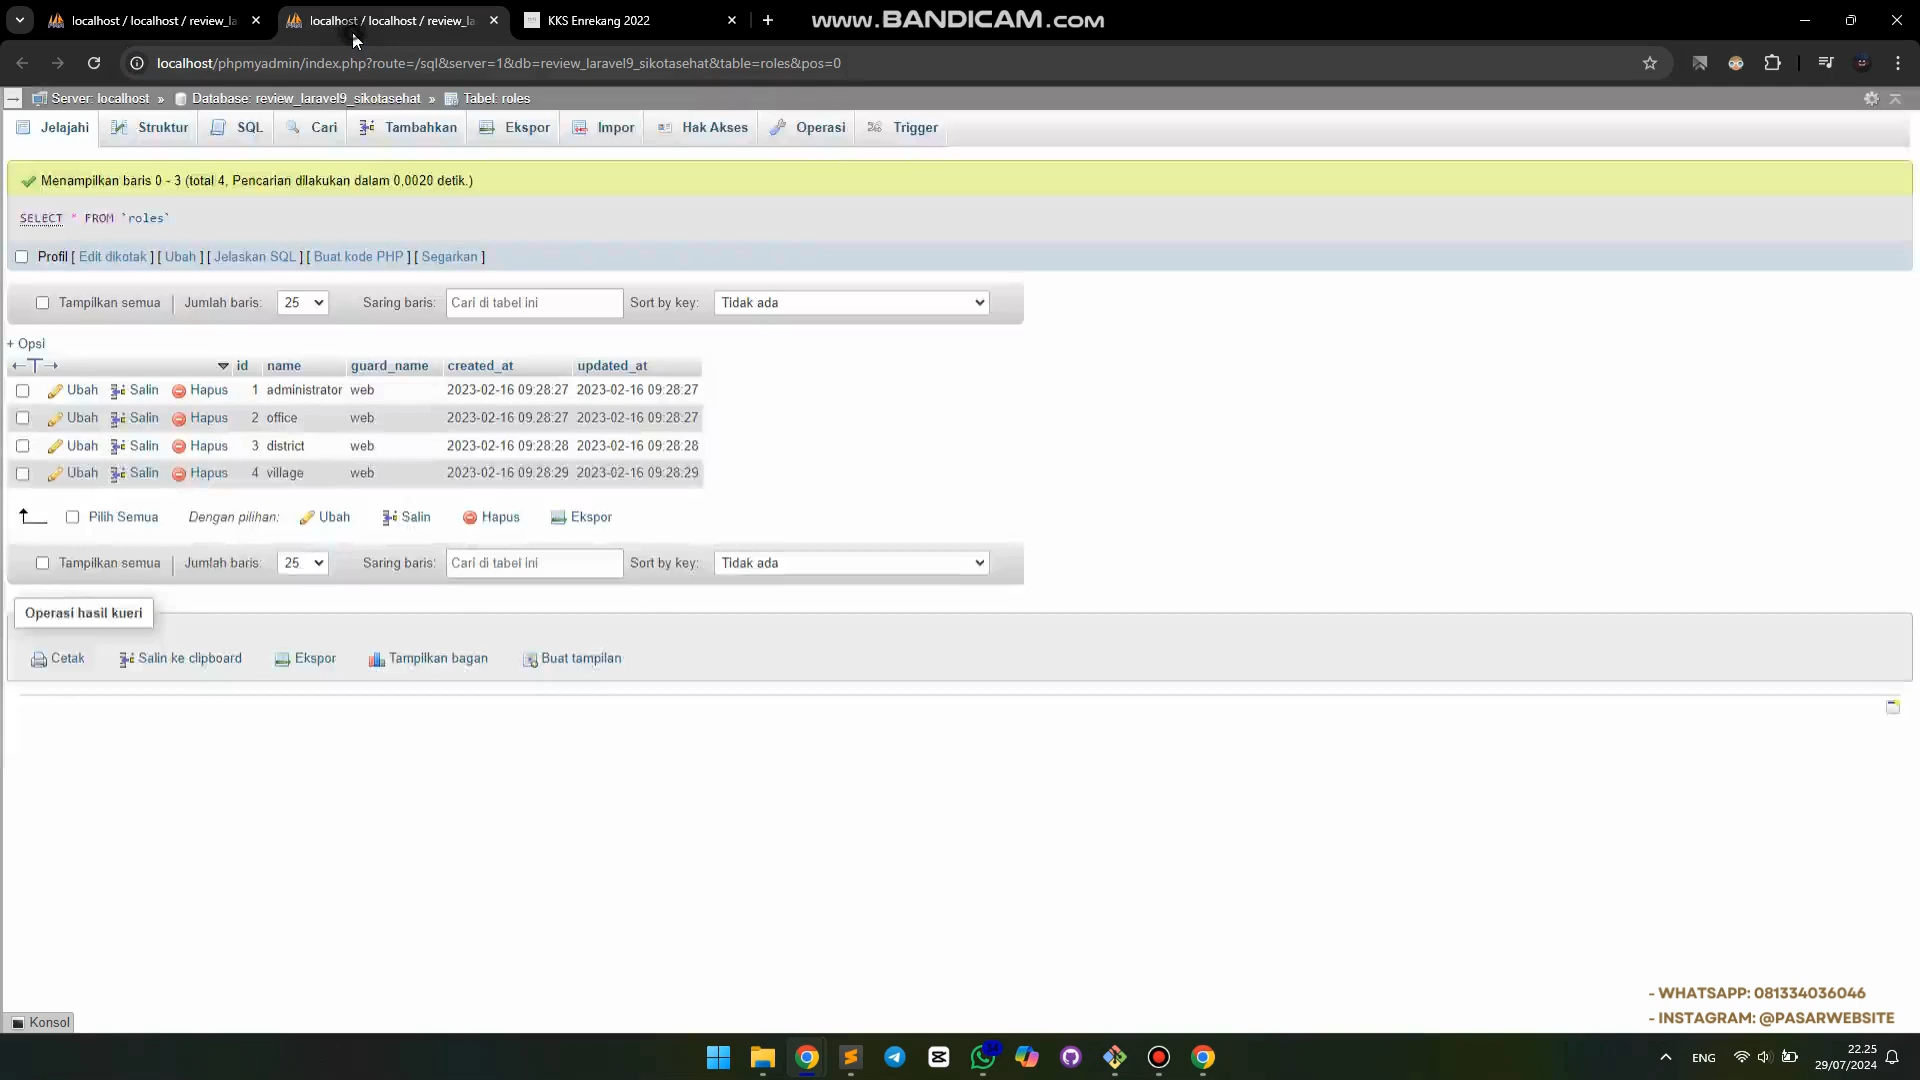 localhost / localhost / review_la
localhost / localhost / review_la
KKS Enrekang 2022
www.BANDICAM.com
localhost/phpmyadmin/index.php?route=/sql&server=1&db=review_laravel9_sikotasehat&table=roles&pos=0
Server: localhost » Database: review_laravel9_sikotasehat » Tabel: roles
Jelajahi Struktur SQL Cari Tambahkan Ekspor Impor Hak Akses Operasi Trigger
Menampilkan baris 0 - 3 (total 4, Pencarian dilakukan dalam 0,0020 detik.)
SELECT * FROM `roles`
Profil [ Edit dikotak ] [ Ubah ] [ Jelaskan SQL ] [ Buat kode PHP ] [ Segarkan ]
Tampilkan semua Jumlah baris: 25 Saring baris: Cari di tabel ini Sort by key: Tidak ada
+ Opsi
id name guard_name created_at updated_at
Ubah Salin Hapus 1 administrator web 2023-02-16 09:28:27 2023-02-16 09:28:27
Ubah Salin Hapus 2 office web 2023-02-16 09:28:27 2023-02-16 09:28:27
Ubah Salin Hapus 3 district web 2023-02-16 09:28:28 2023-02-16 09:28:28
Ubah Salin Hapus 4 village web 2023-02-16 09:28:29 2023-02-16 09:28:29
Pilih Semua Dengan pilihan: Ubah Salin Hapus Ekspor
Tampilkan semua Jumlah baris: 25 Saring baris: Cari di tabel ini Sort by key: Tidak ada
Operasi hasil kueri
Cetak Salin ke clipboard Ekspor Tampilkan bagan Buat tampilan
- WHATSAPP: 081334036046
- INSTAGRAM: @PASARWEBSITE
Konsol
ENG
22.25
29/07/2024